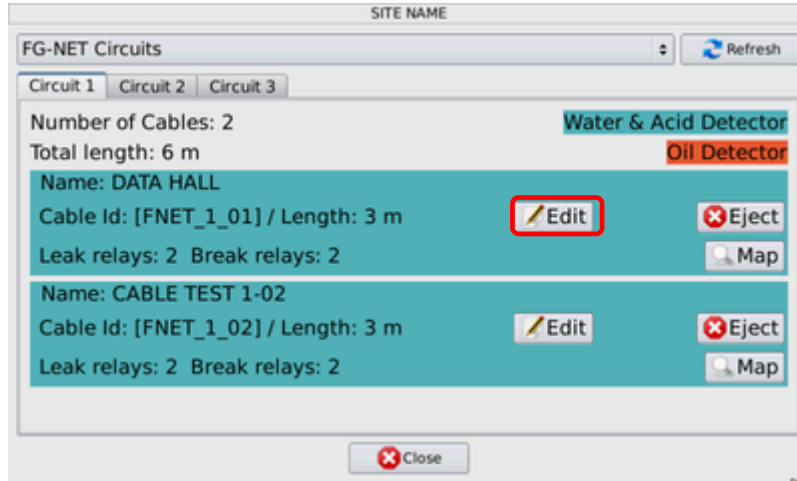 SITE NAME
FG-NET Circuits
Refresh
Circuit 1 Circuit 2 Circuit 3
Number of Cables: 2 Water & Acid Detector
Total length: 6 m Oil Detector
Name: DATA HALL
Cable Id: [FNET_1_01] / Length: 3 m Edit Eject
Leak relays: 2 Break relays: 2 Map
Name: CABLE TEST 1-02
Cable Id: [FNET_1_02] / Length: 3 m Edit Eject
Leak relays: 2 Break relays: 2 Map
Close